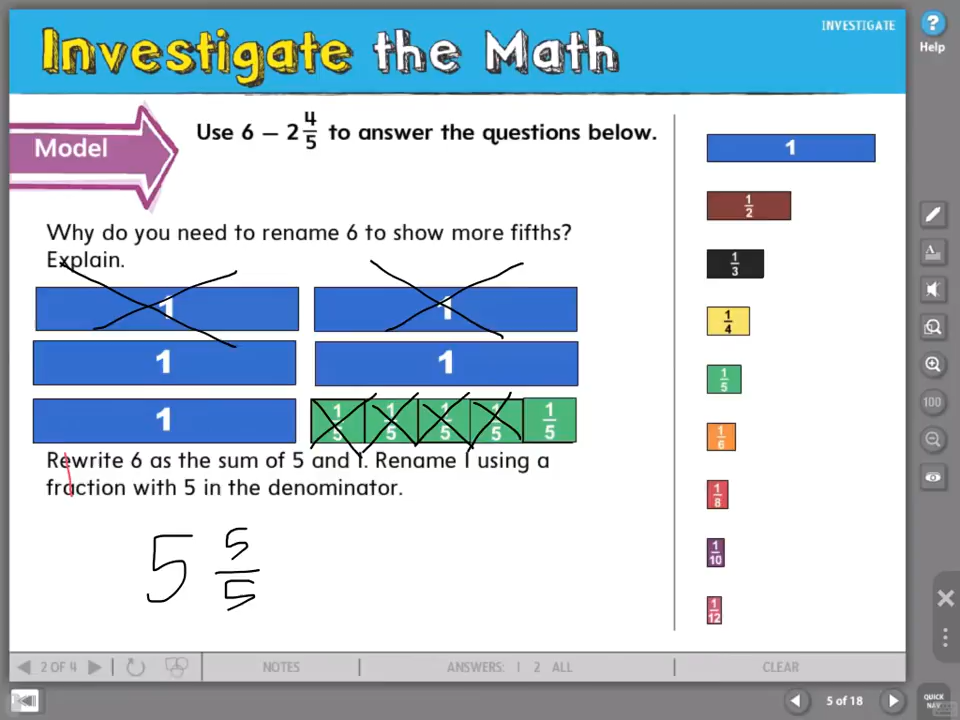 INVESTIGATE
Investigate the Math
Help
Model
Use 6 – 2 4/5 to answer the questions below.
Why do you need to rename 6 to show more fifths?
Explain.
1 1
1 1
1 1/5 1/5 1/5 1/5 1/5
Rewrite 6 as the sum of 5 and 1. Rename 1 using a
fraction with 5 in the denominator.
5 5/5
1
1/2
1/3
1/4
1/5
1/6
1/8
1/10
1/12
A
100
2 OF 4
NOTES
ANSWERS: 1 2 ALL
CLEAR
5 of 18
QUICK
NAV